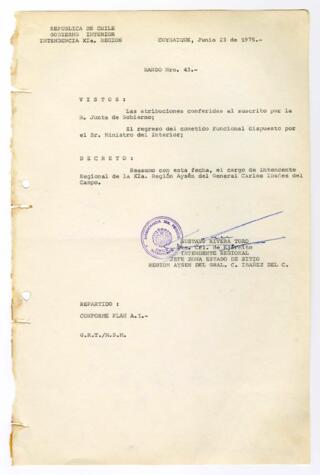 REPUBLICA DE CHILE
GOBIERNO INTERIOR
INTENDENCIA XIa. REGION
COYHAIQUE, Junio 23 de 1975.-
BANDO Nro. 43.-
V I S T O S :
Las atribuciones conferidas al suscrito por la
H. Junta de Gobierno;
El regreso del cometido funcional dispuesto por
el Sr. Ministro del Interior;
D E C R E T O :
Reasumo con esta fecha, el cargo de Intendente
Regional de la XIa. Región Aysén del General Carlos Ibañez del
Campo.
GUSTAVO RIVERA TORO
Crl. de Ejército
INTENDENTE REGIONAL
JEFE ZONA ESTADO DE SITIO
REGION AYSEN DEL GRAL. C. IBAÑEZ DEL C.
REPARTIDO :
CONFORME PLAN A.1.-
G.R.T./